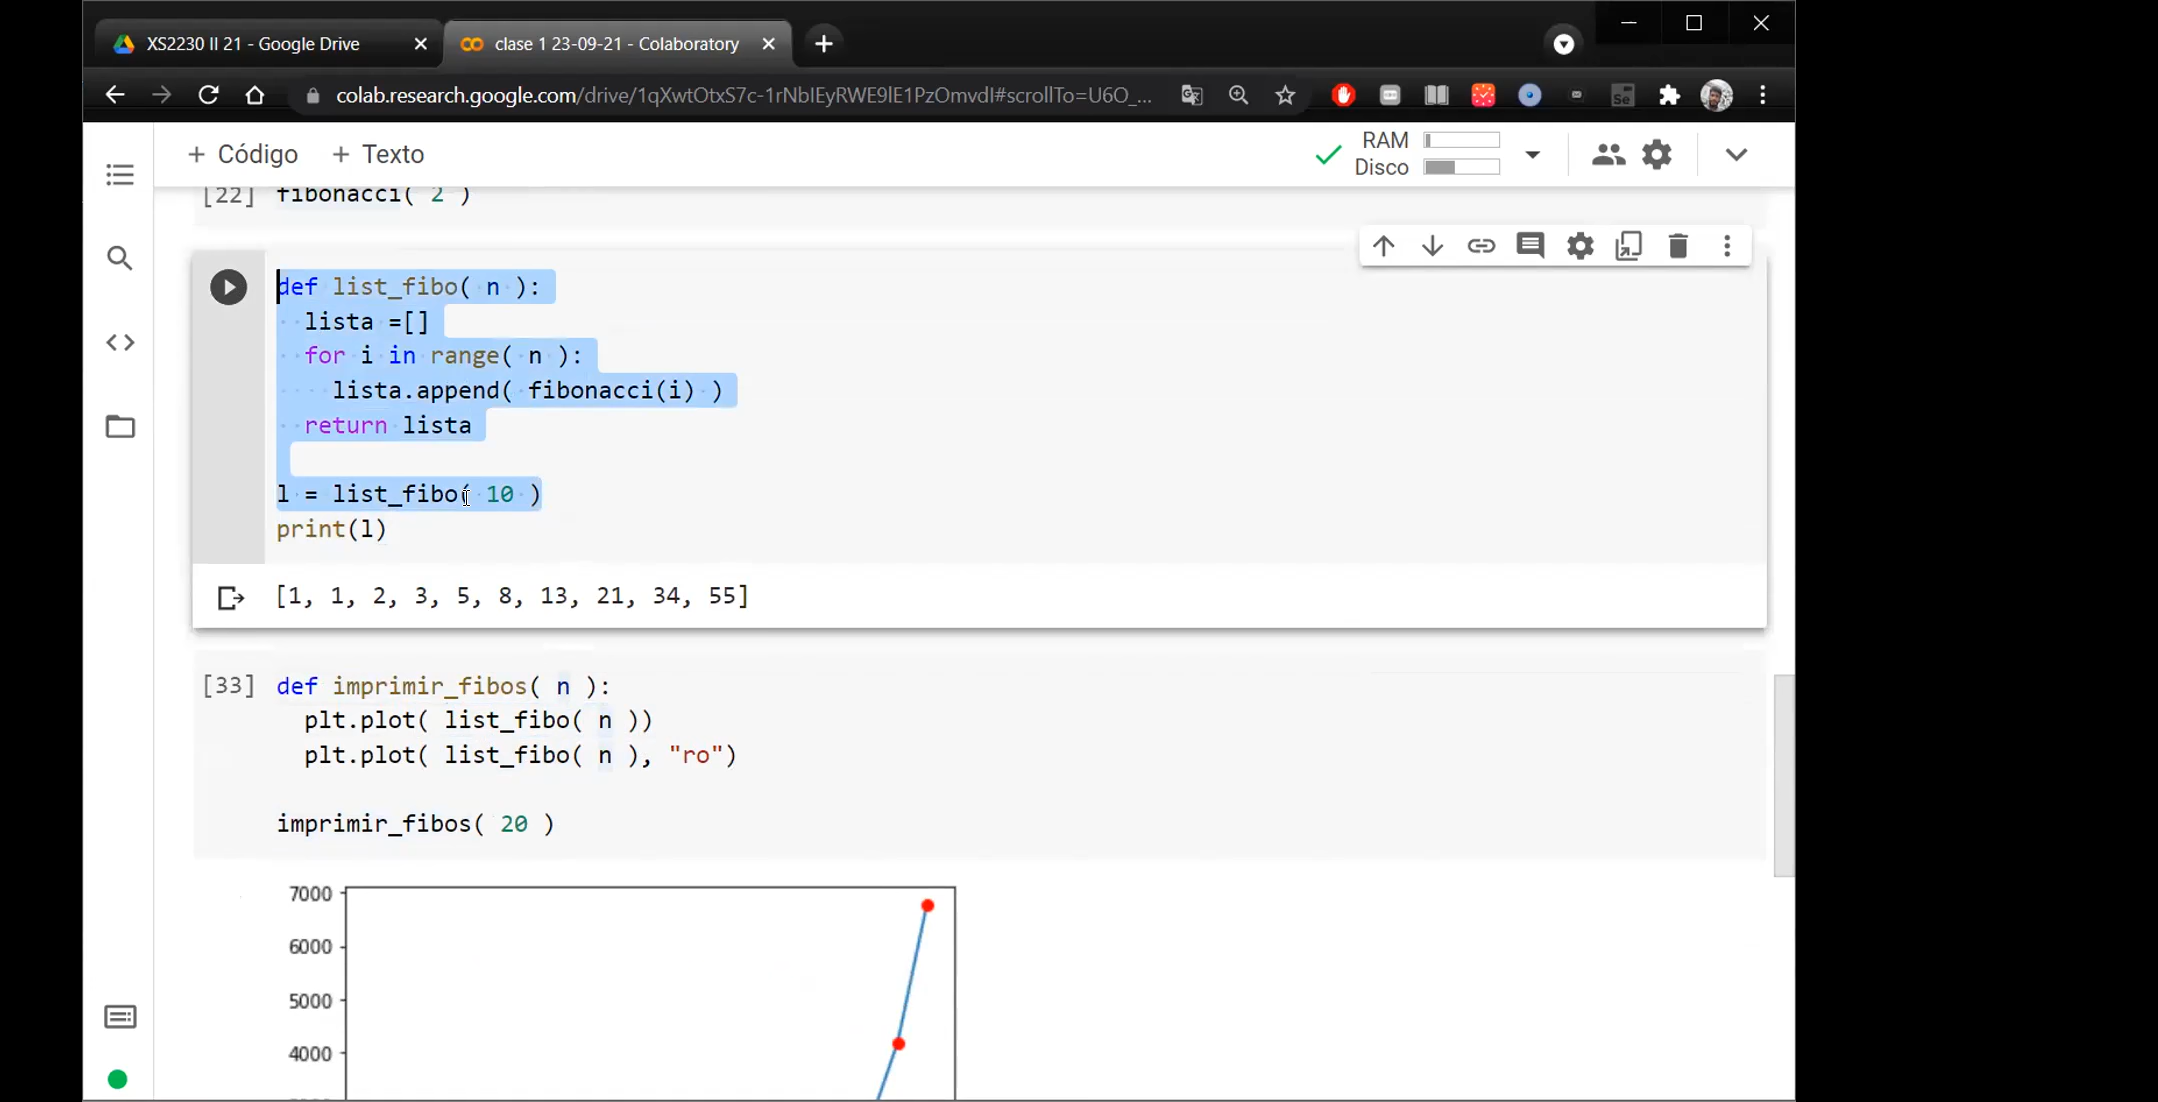 XS2230 II 21 - Google Drive
clase 1 23-09-21 - Colaboratory
colab.research.google.com/drive/1qXwtOtxS7c-1rNbIEyRWE9lE1PzOmvdI#scrollTo=U6O_...
+ Código + Texto
RAM
Disco
[22] fibonacci( 2 )
def list_fibo( n ):
lista =[]
for i in range( n ):
lista.append( fibonacci(i) )
return lista
l = list_fibo( 10 )
print(l)
[1, 1, 2, 3, 5, 8, 13, 21, 34, 55]
[33] def imprimir_fibos( n ):
plt.plot( list_fibo( n ))
plt.plot( list_fibo( n ), "ro")
imprimir_fibos( 20 )
7000
6000
5000
4000